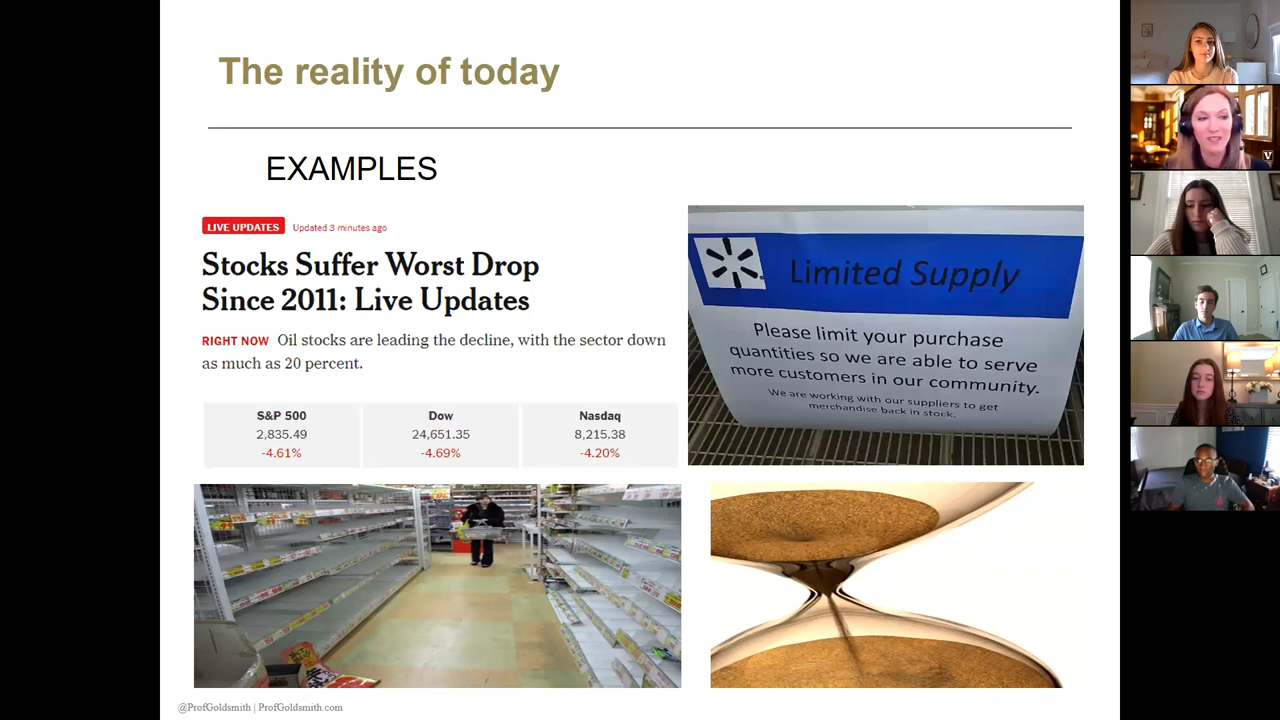 The reality of today
EXAMPLES
LIVE UPDATES Updated 3 minutes ago
Stocks Suffer Worst Drop
Since 2011: Live Updates
RIGHT NOW Oil stocks are leading the decline, with the sector down
as much as 20 percent.
S&P 500 Dow Nasdaq
2,835.49 24,651.35 8,215.38
-4.61% -4.69% -4.20%
Limited Supply
Please limit your purchase
quantities so we are able to serve
more customers in our community.
We are working with our suppliers to get
merchandise back in stock.
@ProfGoldsmith | ProfGoldsmith.com
V